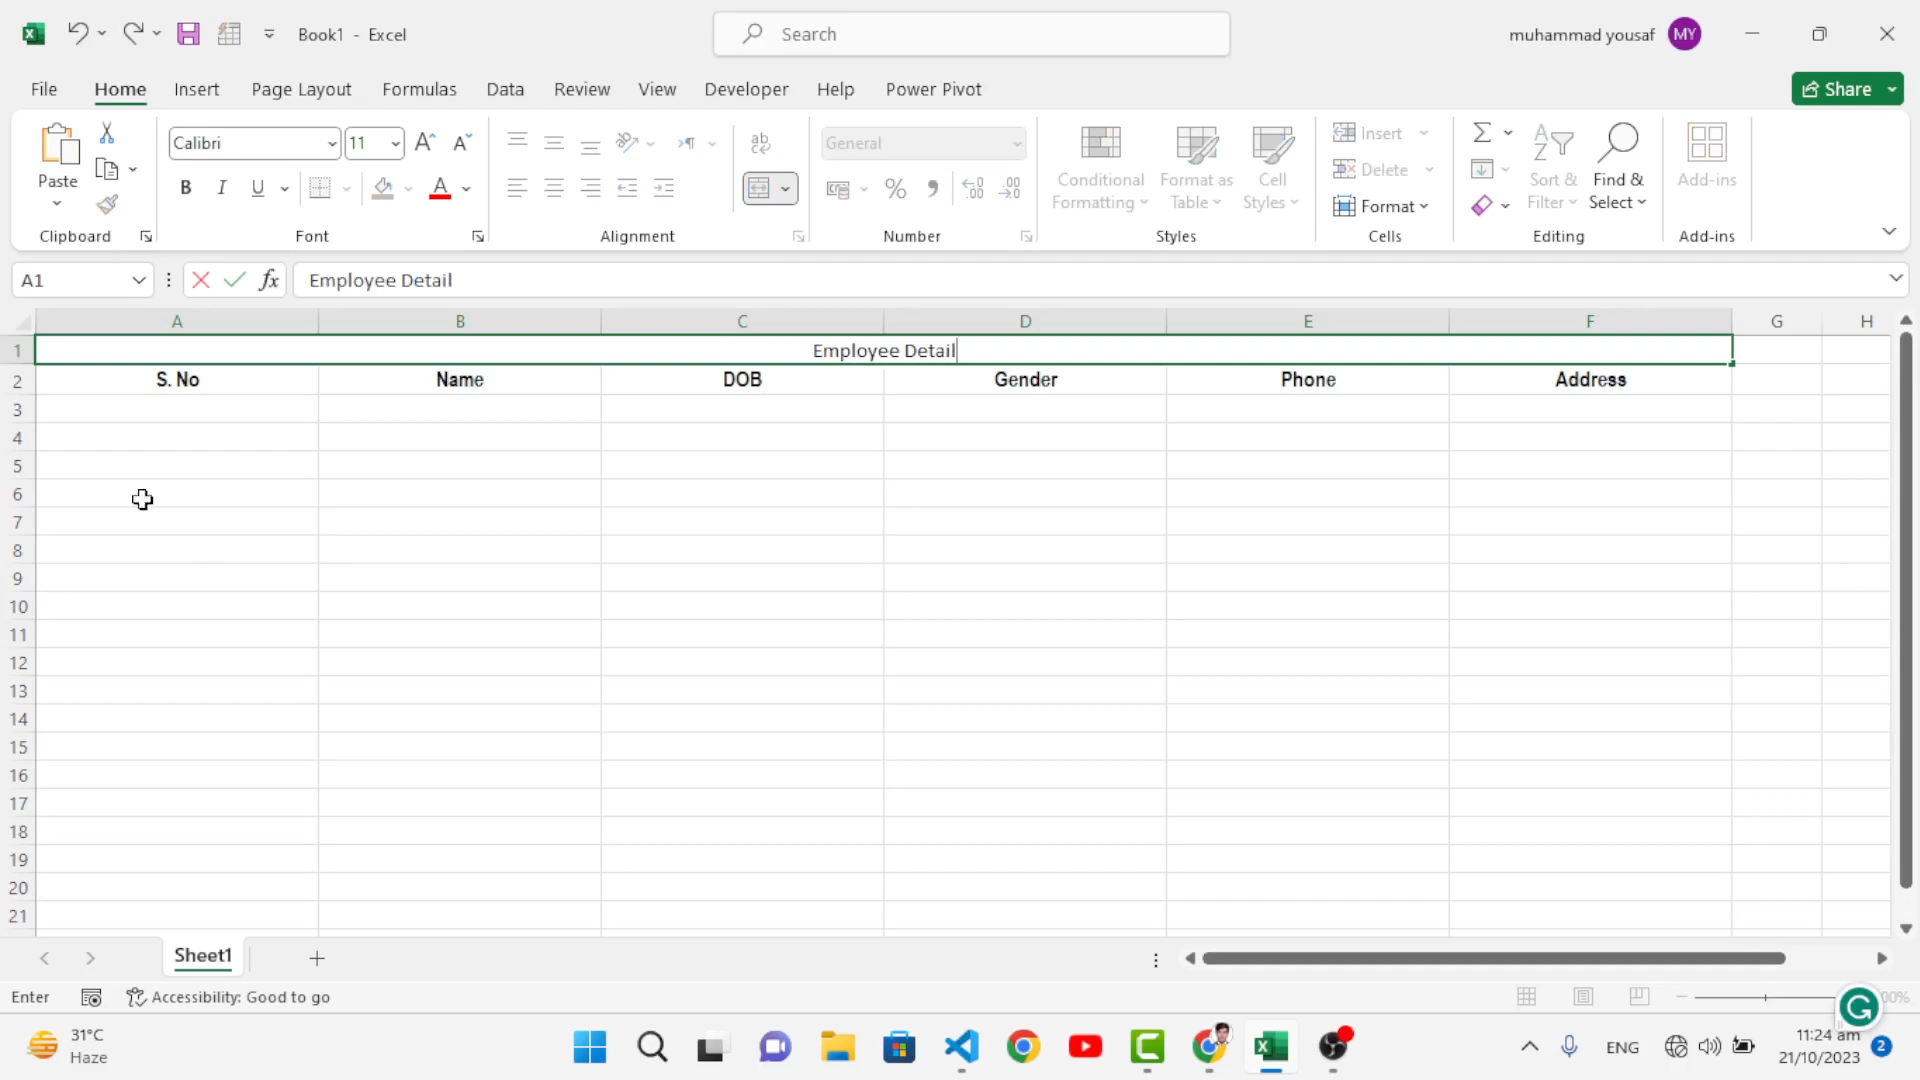 Book1 - Excel
Search
muhammad yousaf MY
File Home Insert Page Layout Formulas Data Review View Developer Help Power Pivot
Share
Paste
Clipboard
Calibri 11
B I U A
Font
ab
Alignment
General
% 9
Number
Conditional Formatting
Format as Table
Cell Styles
Styles
Insert
Delete
Format
Cells
Sort & Filter
Find & Select
Editing
Add-ins
Add-ins
A1 fx Employee Detail
A B C D E F G H
1 Employee Detail
2 S. No Name DOB Gender Phone Address
3
4
5
6
7
8
9
10
11
12
13
14
15
16
17
18
19
20
21
Sheet1
Enter Accessibility: Good to go
31°C
Haze
ENG
11:24 am
21/10/2023
2